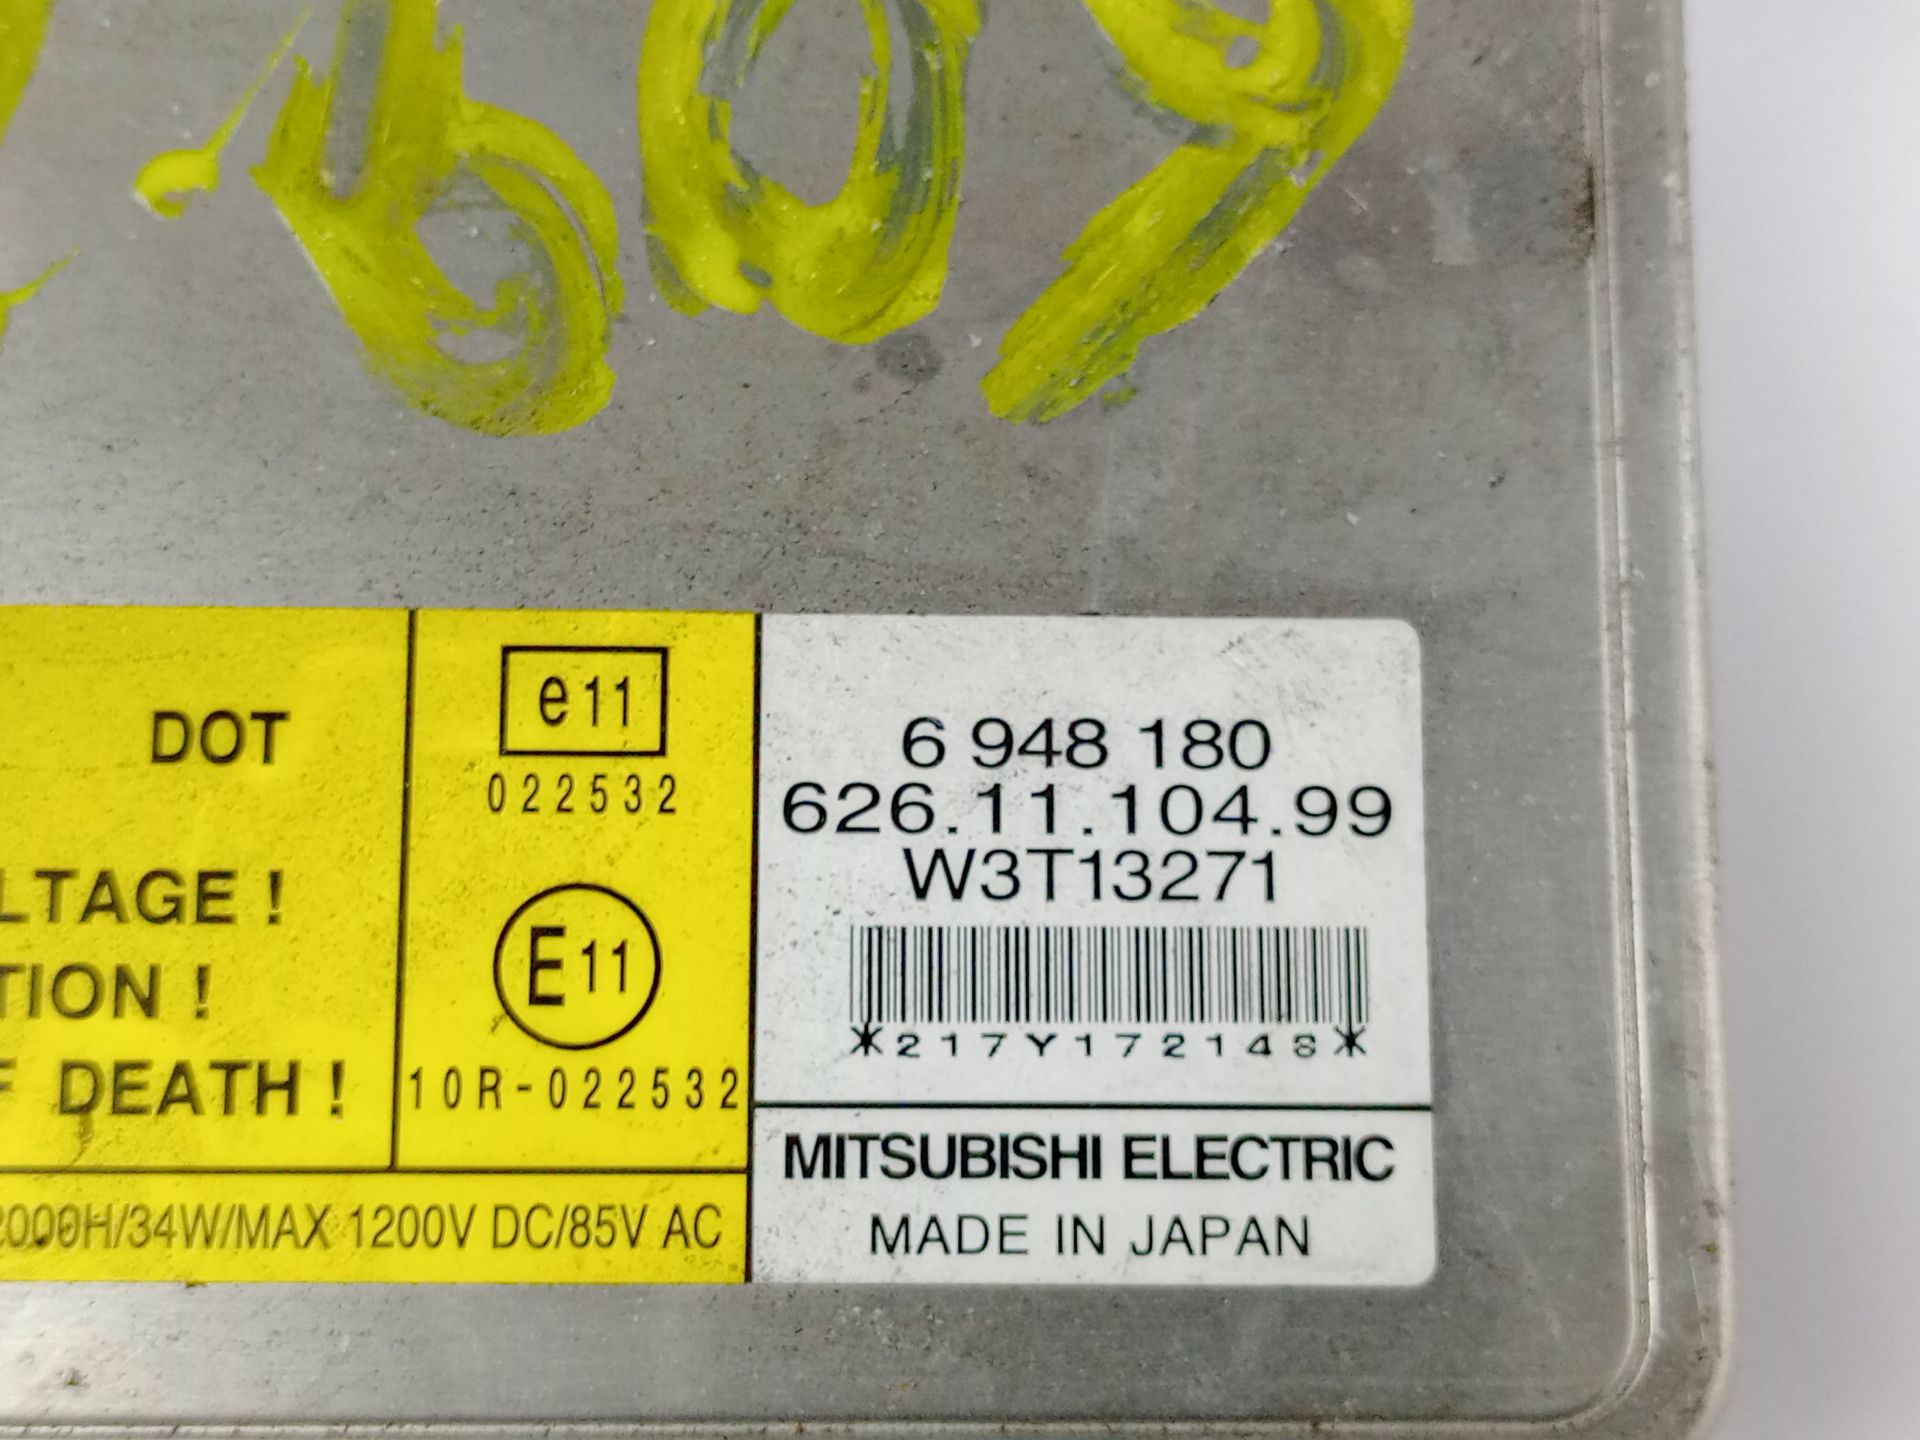 609
DOT
LTAGE !
TION !
F DEATH !
e11
022532
E11
10R-022532
2000H/34W/MAX 1200V DC/85V AC
6 948 180
626.11.104.99
W3T13271
*217Y172148*
MITSUBISHI ELECTRIC
MADE IN JAPAN